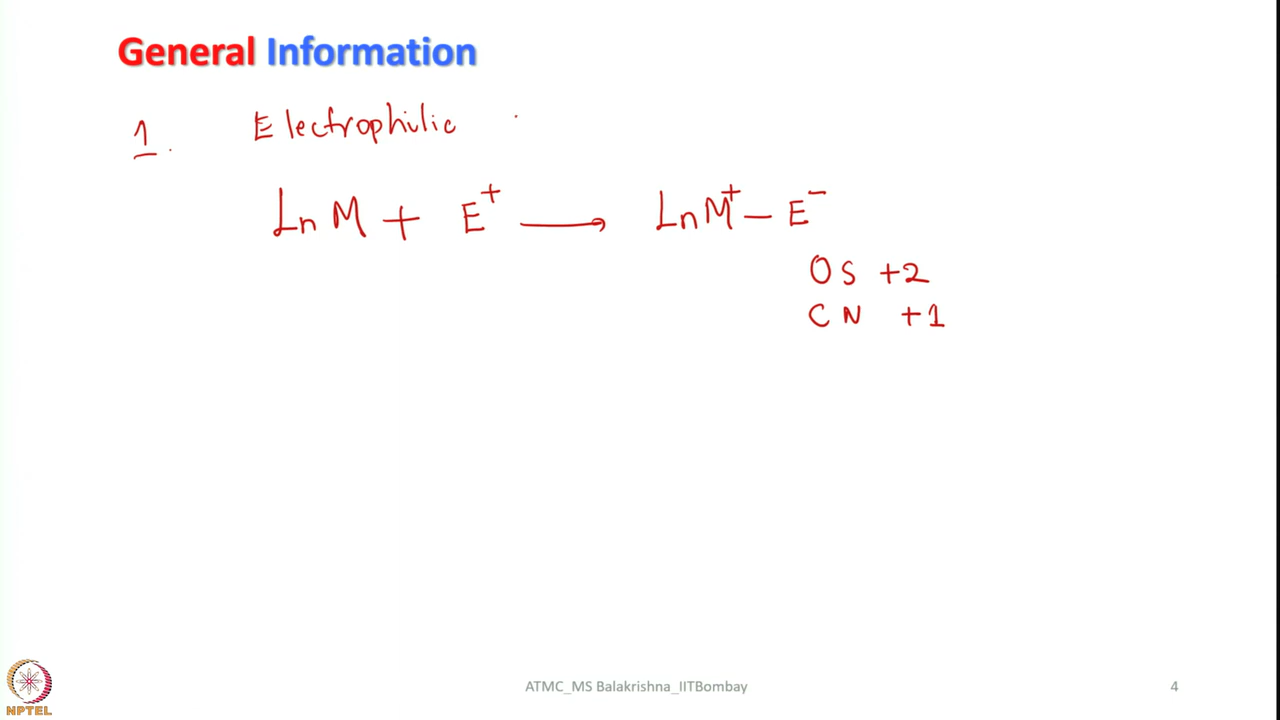 General Information
1. Electrophilic
LnM + E⁺ ⟶ LnM⁺ – E⁻
OS +2
CN +1
NPTEL
ATMC_MS Balakrishna_IITBombay
4